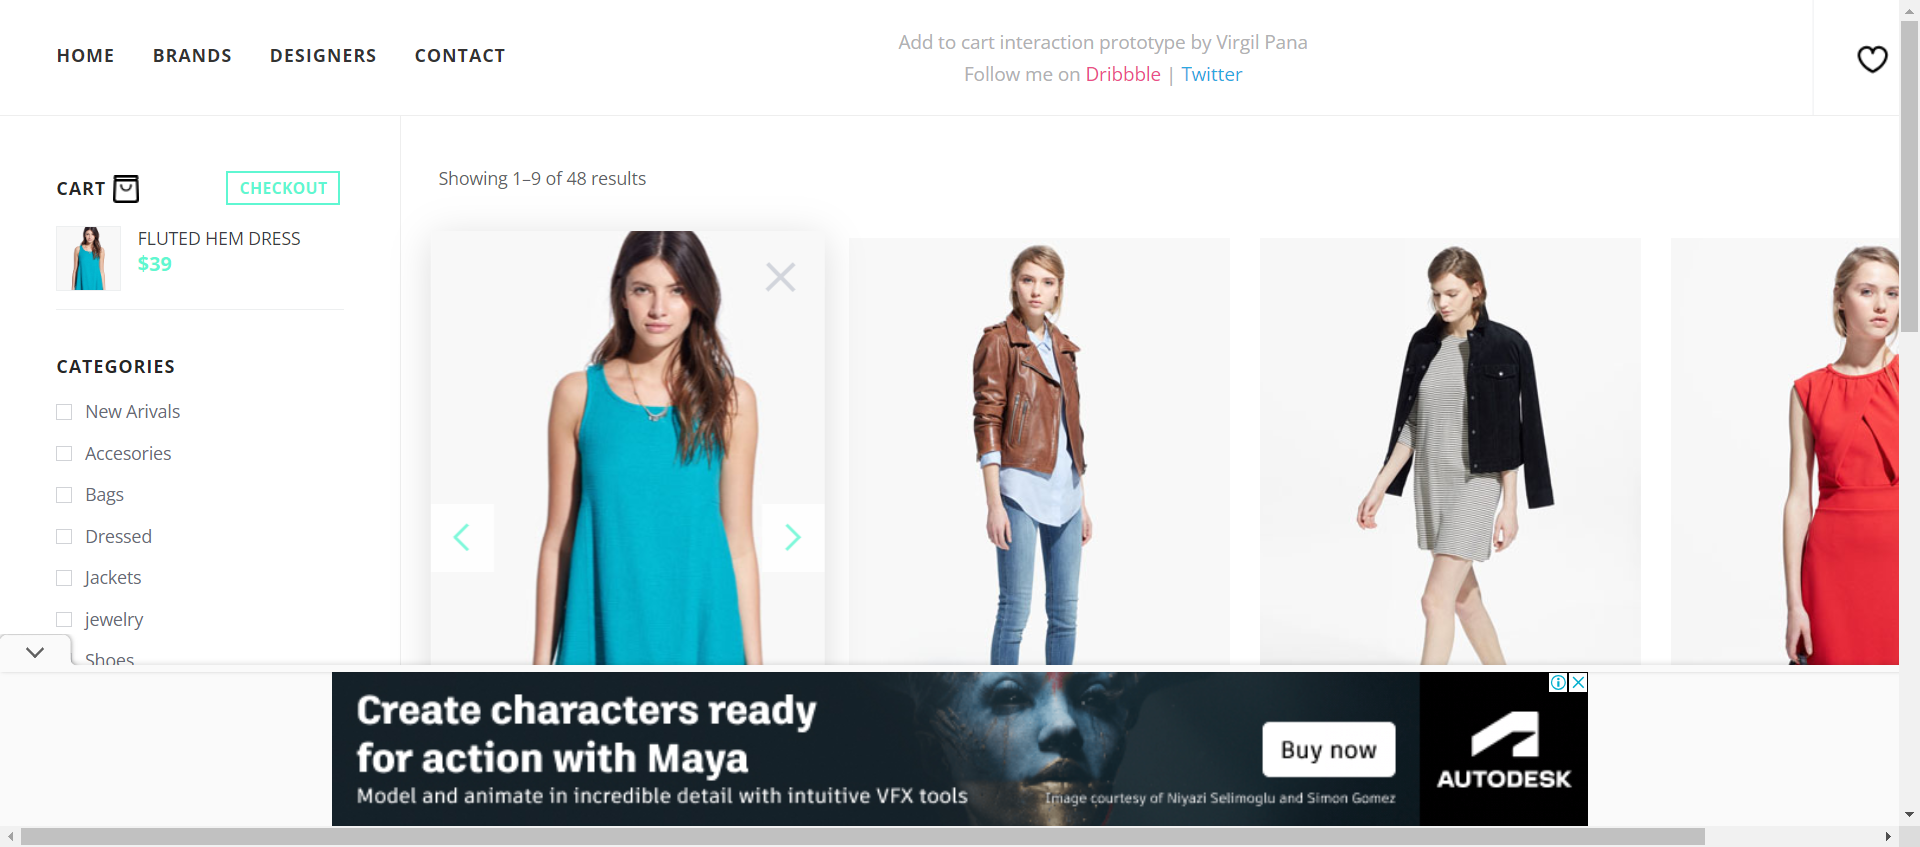 HOME BRANDS DESIGNERS CONTACT
Add to cart interaction prototype by Virgil Pana
Follow me on Dribbble | Twitter
CART CHECKOUT
FLUTED HEM DRESS
$39
CATEGORIES
New Arivals
Accesories
Bags
Dressed
Jackets
jewelry
Shoes
Showing 1–9 of 48 results
Create characters ready
for action with Maya
Model and animate in incredible detail with intuitive VFX tools
Buy now
Image courtesy of Niyazi Selimoglu and Simon Gomez
AUTODESK